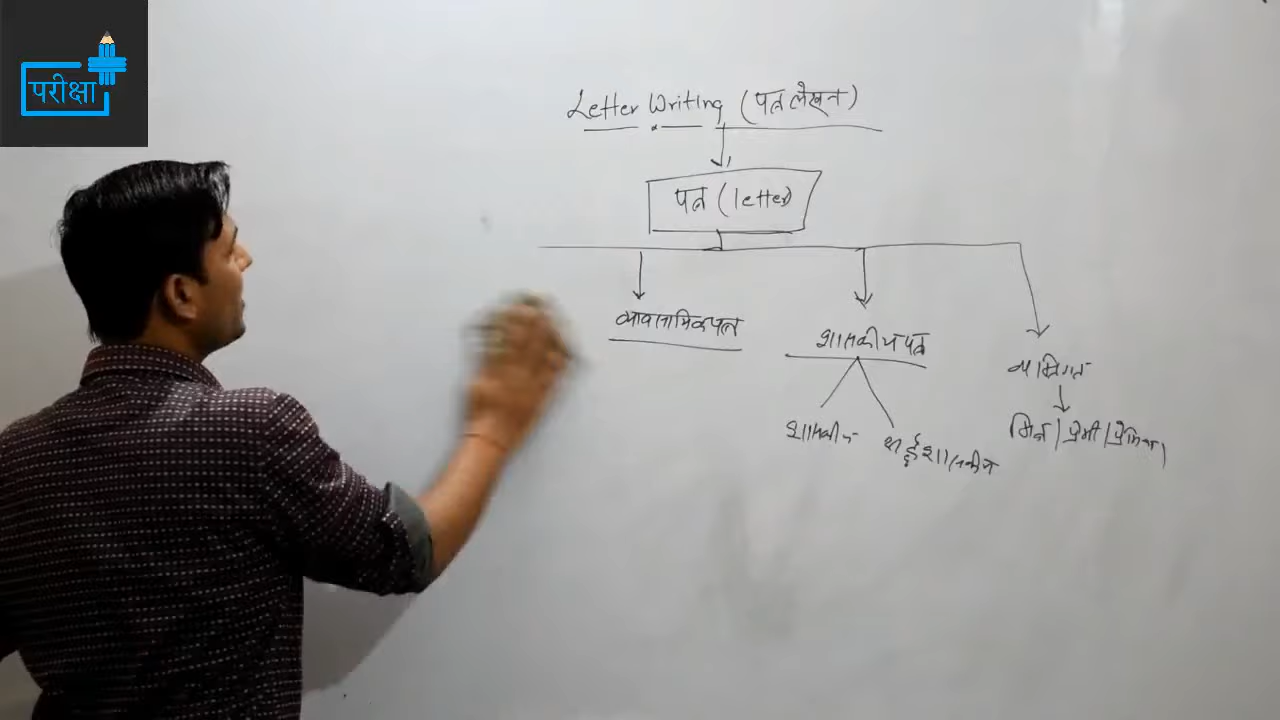 परीक्षा
Letter Writing (पत्र लेखन)
पत्र (letter)
व्यावसायिक पत्र
शासकीय पत्र
व्यक्तिगत
शासकीय
अर्द्धशासकीय
मित्र / प्रेमी / प्रेमिका